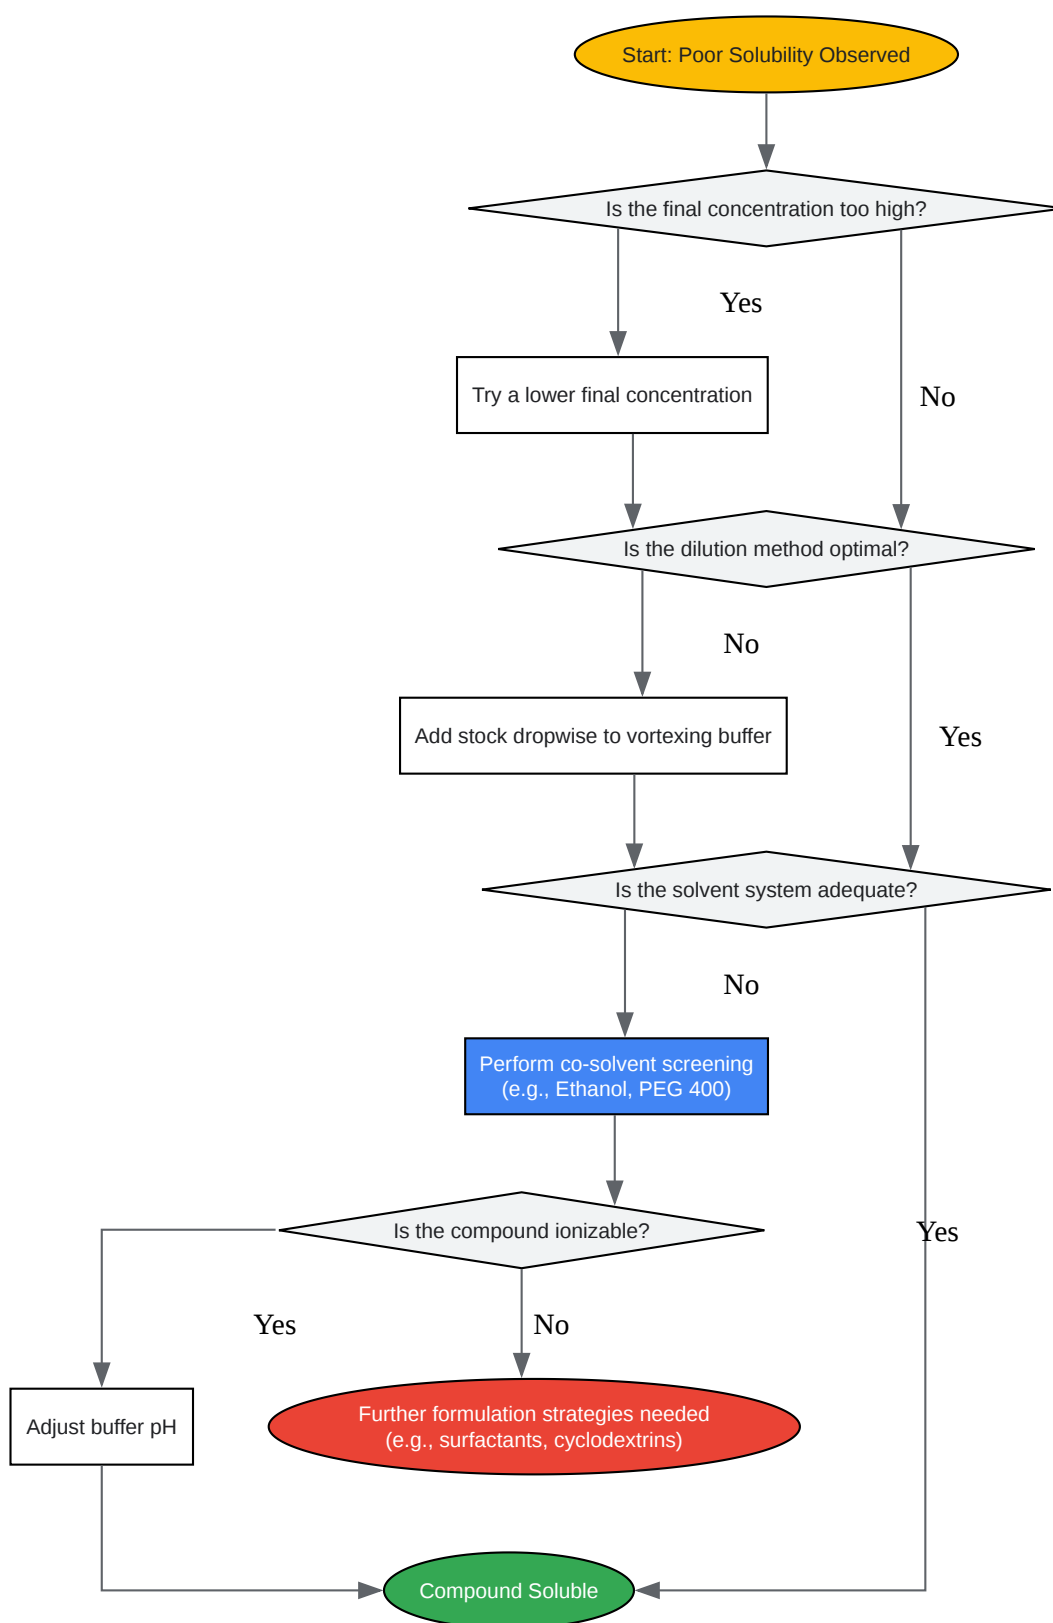 Start: Poor Solubility Observed
Is the final concentration too high?
Yes
Try a lower final concentration
No
Is the dilution method optimal?
No
Add stock dropwise to vortexing buffer
Yes
Is the solvent system adequate?
No
Perform co-solvent screening
(e.g., Ethanol, PEG 400)
Is the compound ionizable?
Yes
Yes
No
Adjust buffer pH
Further formulation strategies needed
(e.g., surfactants, cyclodextrins)
Compound Soluble